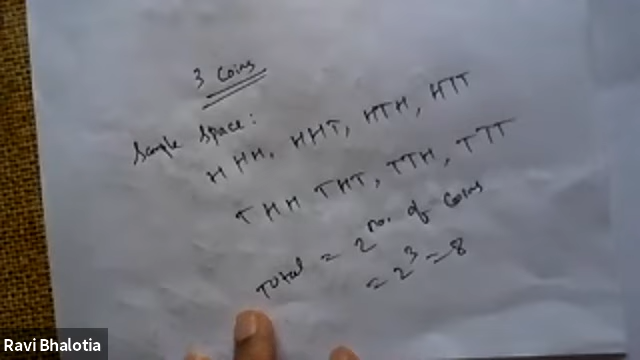 3 Coins
Sample Space:
HHH, HHT, HTH, HTT
THH THT, TTH, TTT
Total = 2^no. of Coins
= 2^3 = 8
Ravi Bhalotia